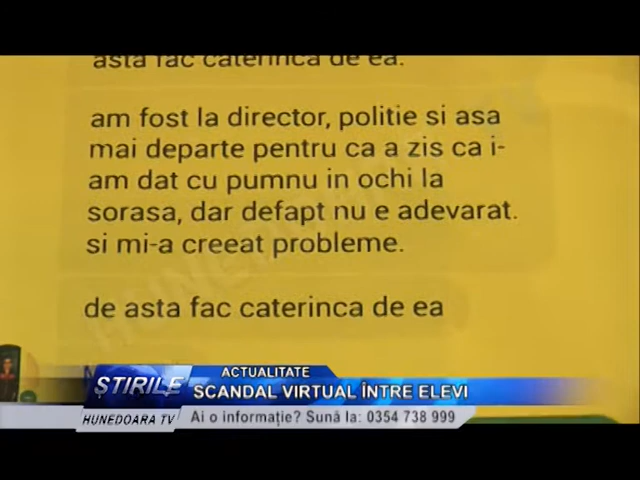 asta fac caterinca de ea.
am fost la director, politie si asa
mai departe pentru ca a zis ca i-
am dat cu pumnu in ochi la
sorasa, dar defapt nu e adevarat.
si mi-a creeat probleme.
de asta fac caterinca de ea
ACTUALITATE
ȘTIRILE
SCANDAL VIRTUAL ÎNTRE ELEVI
HUNEDOARA TV
Ai o informație? Sună la: 0354 738 999